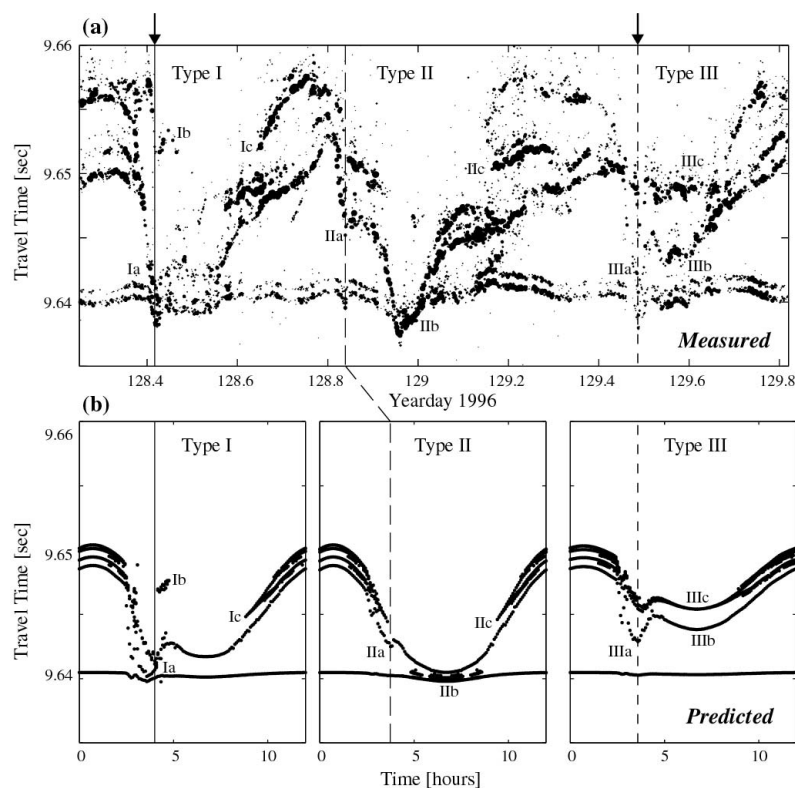 (a)
9.66
9.65
9.64
Travel Time [sec]
Type I
Type II
Type III
Ib
Ic
IIc
IIIc
Ia
IIa
IIIa
IIIb
IIb
Measured
128.4
128.6
128.8
129
129.2
129.4
129.6
129.8
Yearday 1996
(b)
9.66
9.65
9.64
Travel Time [sec]
Type I
Type II
Type III
Ib
Ic
Ia
IIc
IIa
IIb
IIIc
IIIa
IIIb
Predicted
0
5
10
0
5
10
0
5
10
Time [hours]